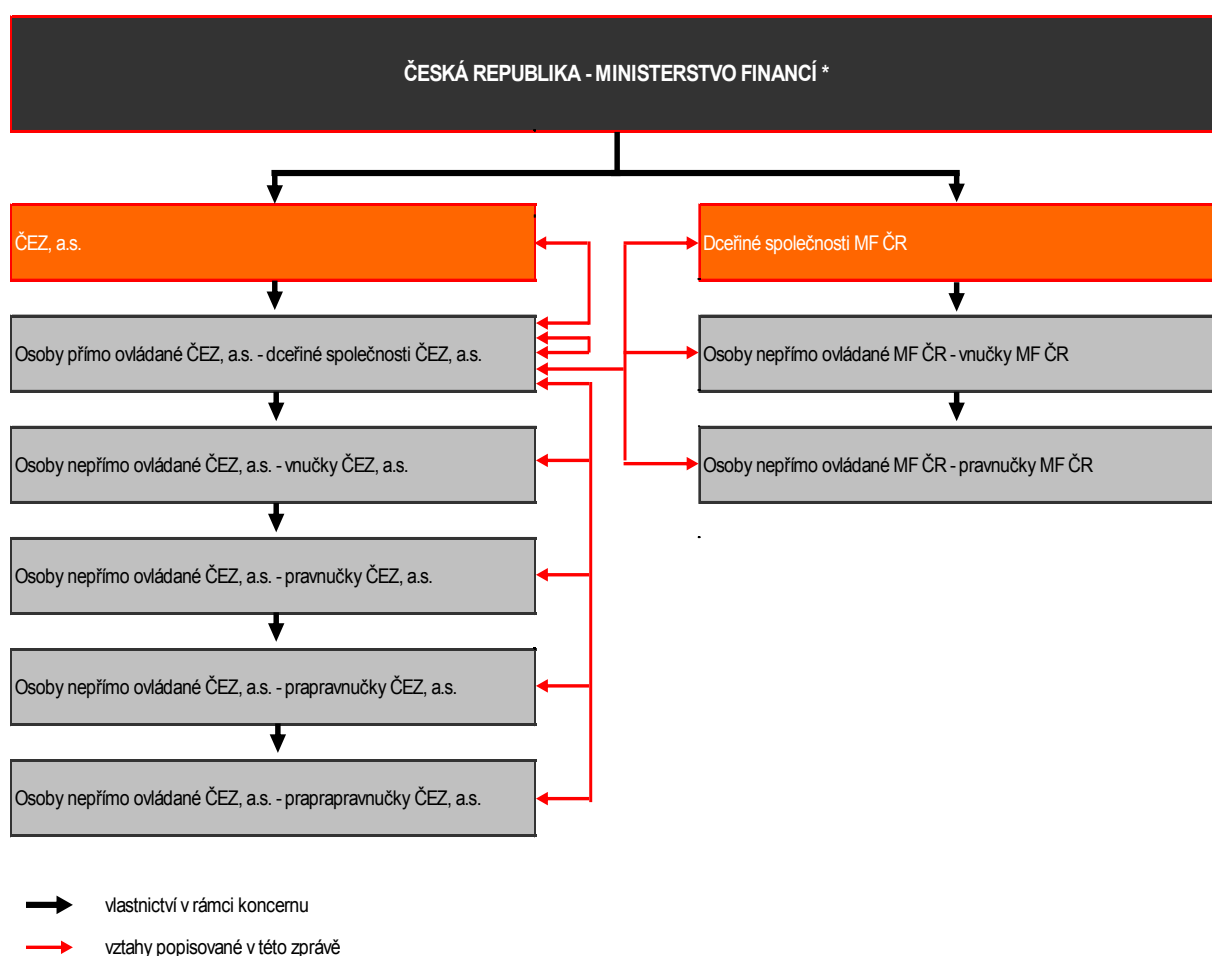 ČESKÁ REPUBLIKA - MINISTERSTVO FINANCÍ *
ČEZ, a.s.
Dceřiné společnosti MF ČR
Osoby přímo ovládané ČEZ, a.s. - dceřiné společnosti ČEZ, a.s.
Osoby nepřímo ovládané MF ČR - vnučky MF ČR
Osoby nepřímo ovládané ČEZ, a.s. - vnučky ČEZ, a.s.
Osoby nepřímo ovládané MF ČR - pravnučky MF ČR
Osoby nepřímo ovládané ČEZ, a.s. - pravnučky ČEZ, a.s.
Osoby nepřímo ovládané ČEZ, a.s. - prapravnučky ČEZ, a.s.
Osoby nepřímo ovládané ČEZ, a.s. - praprapravnučky ČEZ, a.s.
vlastnictví v rámci koncernu
vztahy popisované v této zprávě